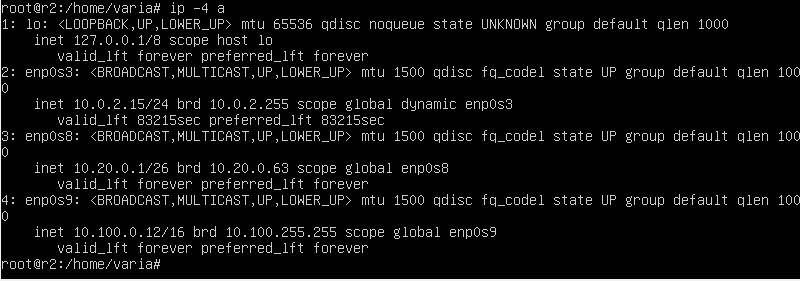 root@r2:/home/varia# ip -4 a
1: lo: <LOOPBACK,UP,LOWER_UP> mtu 65536 qdisc noqueue state UNKNOWN group default qlen 1000
    inet 127.0.0.1/8 scope host lo
       valid_lft forever preferred_lft forever
2: enp0s3: <BROADCAST,MULTICAST,UP,LOWER_UP> mtu 1500 qdisc fq_codel state UP group default qlen 100
0
    inet 10.0.2.15/24 brd 10.0.2.255 scope global dynamic enp0s3
       valid_lft 83215sec preferred_lft 83215sec
3: enp0s8: <BROADCAST,MULTICAST,UP,LOWER_UP> mtu 1500 qdisc fq_codel state UP group default qlen 100
0
    inet 10.20.0.1/26 brd 10.20.0.63 scope global enp0s8
       valid_lft forever preferred_lft forever
4: enp0s9: <BROADCAST,MULTICAST,UP,LOWER_UP> mtu 1500 qdisc fq_codel state UP group default qlen 100
0
    inet 10.100.0.12/16 brd 10.100.255.255 scope global enp0s9
       valid_lft forever preferred_lft forever
root@r2:/home/varia#